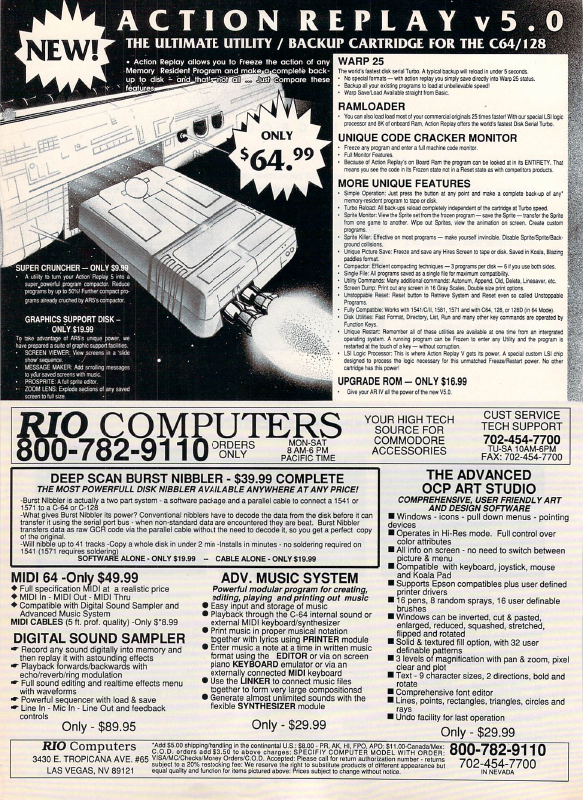 NEW!
ACTION REPLAY v5.0
THE ULTIMATE UTILITY / BACKUP CARTRIDGE FOR THE C64/128
• Action Replay allows you to Freeze the action of any
Memory Resident Program and make a complete back-
up to disk - and that's not all ... Just compare these
features
ONLY
$64.99
SUPER CRUNCHER — ONLY $9.99
• A utility to turn your Action Replay 5 into a
super powerful program compactor. Reduce
programs by up to 50%! Further compact pro-
grams already cruched by AR5's compactor.
GRAPHICS SUPPORT DISK –
ONLY $19.99
To take advantage of AR5's unique power, we
have prepared a suite of graphic support facilities.
• SCREEN VIEWER: View screens in a 'slide
show' sequence.
• MESSAGE MAKER: Add scrolling messages
to your saved screens with music.
• PROSPRITE: A full sprite editor.
• ZOOM LENS: Explode sections of any saved
screen to full size.
WARP 25
The world's fastest disk serial Turbo. A typical backup will reload in under 5 seconds.
• No special formats — with action replay you simply save directly into Warp 25 status.
• Backup all your existing programs to load at unbelievable speed!
• Warp Save/Load Available straight from Basic.
RAMLOADER
• You can also load most of your commercial originals 25 times faster! With our special LSI logic
processor and 8K of onboard Ram, Action Replay offers the world's fastest Disk Serial Turbo.
UNIQUE CODE CRACKER MONITOR
• Freeze any program and enter a full machine code monitor.
• Full Monitor Features.
• Because of Action Replay's on Board Ram the program can be looked at in its ENTIRETY. That
means you see the code in its Frozen state not in a Reset state as with competitors products.
MORE UNIQUE FEATURES
• Simple Operation: Just press the button at any point and make a complete back-up of any*
memory-resident program to tape or disk.
• Turbo Reload: All back-ups reload completely independent of the cartridge at Turbo speed.
• Sprite Monitor: View the Sprite set from the frozen program — save the Sprite — transfer the Sprite
from one game to another. Wipe out Sprites, view the animation on screen. Create custom
programs.
• Sprite Killer: Effective on most programs — make yourself invincible. Disable Sprite/Sprite/Back-
ground collisions.
• Unique Picture Save: Freeze and save any Hires Screen to tape or disk. Saved in Koala, Blazing
paddles format.
• Compactor: Efficient compacting techniques — 3 programs per disk — 6 if you use both sides.
• Single File: All programs saved as a single file for maximum compatibility.
• Utility Commands: Many additional commands: Autonum, Append, Old, Delete, Linesaver, etc.
• Screen Dump: Print out any screen in 16 Gray Scales, Double size print options.
• Unstoppable Reset: Reset button to Retrieve System and Reset even so called Unstoppable
Programs.
• Fully Compatible: Works with 1541/C/II, 1581, 1571 and with C64, 128, or 128D (in 64 Mode)
• Disk Utilities: Fast Format, Directory, List, Run and many other key commands are operated by
Function Keys.
• Unique Restart: Remember all of these utilities are available at one time from an intergrated
operating system. A running program can be Frozen to enter any Utility and the program is
restarted at the touch of a key — without corruption.
• LSI Logic Processor: This is where Action Replay V gets its power. A special custom LSI chip
designed to process the logic necessary for this unmatched Freeze/Restart power. No other
cartridge has this power!
UPGRADE ROM — ONLY $16.99
• Give your AR IV all the power of the new V5.0.
RIO COMPUTERS
800-782-9110 ORDERS
ONLY
MON-SAT
8 AM-6 PM
PACIFIC TIME
YOUR HIGH TECH
SOURCE FOR
COMMODORE
ACCESSORIES
CUST SERVICE
TECH SUPPORT
702-454-7700
TU-SA 10AM-6PM
FAX: 702-454-7700
DEEP SCAN BURST NIBBLER - $39.99 COMPLETE
THE MOST POWERFULL DISK NIBBLER AVAILABLE ANYWHERE AT ANY PRICE!
-Burst Nibbler is actually a two part system - a software package and a parallel cable to connect a 1541 or
1571 to a C-64 or C-128
-What gives Burst Nibbler its power? Conventional nibblers have to decode the data from the disk before it can
transfer it using the serial port bus - when non-standard data are encountered they are beat. Burst Nibbler
transfers data as raw GCR code via the parallel cable without the need to decode it, so you get a perfect copy
of the original.
-Will nibble up to 41 tracks -Copy a whole disk in under 2 min -Installs in minutes - no soldering required on
1541 (1571 requires soldering)
SOFTWARE ALONE - ONLY $19.99 -- CABLE ALONE - ONLY $19.99
MIDI 64 -Only $49.99
Full specification MIDI at a realistic price
MIDI In - MIDI Out - MIDI Thru
Compatible with Digital Sound Sampler and
Advanced Music System
MIDI CABLES (5 ft. prof. quality) -Only $*8.99
DIGITAL SOUND SAMPLER
Record any sound digitally into memory and
then replay it with astounding effects
Playback forwards/backwards with
echo/reverb/ring modulation
Full sound editing and realtime effects menu
with waveforms
Powerful sequencer with load & save
Line In - Mic In - Line Out and feedback
controls
Only - $89.95
ADV. MUSIC SYSTEM
Powerful modular program for creating,
editing, playing and printing out music
Easy input and storage of music
Playback through the C-64 internal sound of
external MIDI keyboard/synthesizer
Print music in proper musical notation
together with lyrics using PRINTER module
Enter music a note at a time in written music
format using the EDITOR or via on screen
piano KEYBOARD emulator or via an
externally connected MIDI keyboard
Use the LINKER to connect music files
together to form very large compositionsd
Generate almost unlimited sounds with the
flexible SYNTHESIZER module
Only - $29.99
THE ADVANCED
OCP ART STUDIO
COMPREHENSIVE, USER FRIENDLY ART
AND DESIGN SOFTWARE
■ Windows - icons - pull down menus - pointing
devices
■ Operates in Hi-Res mode. Full control over
color attributes
■ All info on screen - no need to switch between
picture & menu
■ Compatible with keyboard, joystick, mouse
and Koala Pad
■ Supports Epson compatibles plus user defined
printer drivers
■ 16 pens, 8 random sprays, 16 user definable
brushes
■ Windows can be inverted, cut & pasted,
enlarged, reduced, squashed, stretched,
flipped and rotated
■ Solid & textured fill option, with 32 user
definable patterns
■ 3 levels of magnification with pan & zoom, pixel
clear and plot
■ Text - 9 character sizes, 2 directions, bold and
rotate
■ Comprehensive font editor
■ Lines, points, rectangles, triangles, circles and
rays
■ Undo facility for last operation
Only - $29.99
RIO Computers
3430 E. TROPICANA AVE. #65
LAS VEGAS, NV 89121
*Add $5.00 shipping/handling in the continental U.S.: $8.00 - PR, AK, HI, FPO, APO: $11.00-Canada/Mex:
C.O.D. orders add $3.50 to above charges: SPECIFIY COMPUTER MODEL WITH ORDER:
VISA/MC/Checks/Money Orders/C.O.D. Accepted: Please call for return authorization number - returns
subject to a 20% restocking fee: We reserve the right to substitute products of different appearance but
equal quality and function for items pictured above: Prices subject to change without notice.
800-782-9110
702-454-7700
IN NEVADA